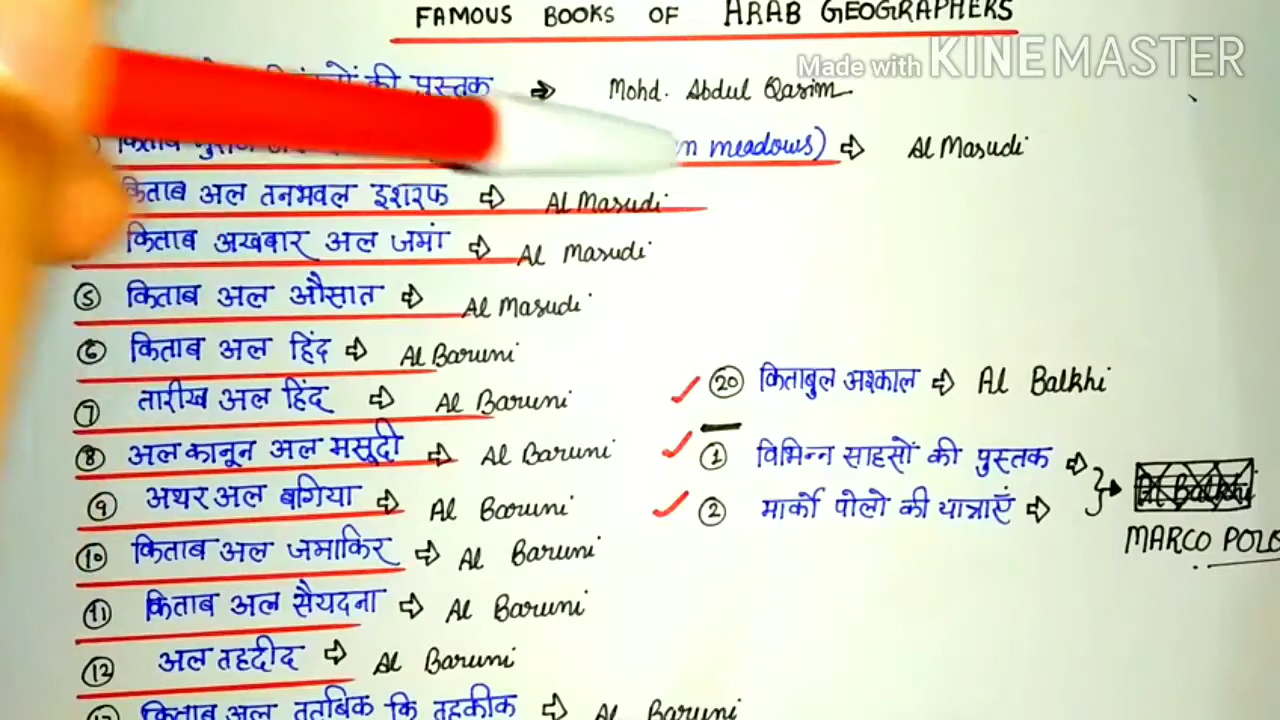 FAMOUS BOOKS OF ARAB GEOGRAPHERS
Made with KINEMASTER
की पुस्तक ⇒ Mohd. Abdul Qasim
किताब meadows) ⇒ Al Masudi
किताब अल तनभवल इशरफ ⇒ Al Masudi
किताब अखबार अल जमां ⇒ Al Masudi
5 किताब अल औसात ⇒ Al Masudi
6 किताब अल हिंद ⇒ Al Baruni
7 तारीख अल हिंद ⇒ Al Baruni
8 अल कानून अल मसूदी ⇒ Al Baruni
9 अथर अल बगिया ⇒ Al Baruni
10 किताब अल जमाकिर ⇒ Al Baruni
11 किताब अल सैयदना ⇒ Al Baruni
12 अल तहदीद ⇒ Al Baruni
किताब अल ततबिक कि तहकीक ⇒ Al Baruni
20 किताबुल अश्काल ⇒ Al Balkhi
1 विभिन्न साहसों की पुस्तक ⇒
2 मार्को पोलो की यात्राएँ ⇒
MARCO POLO